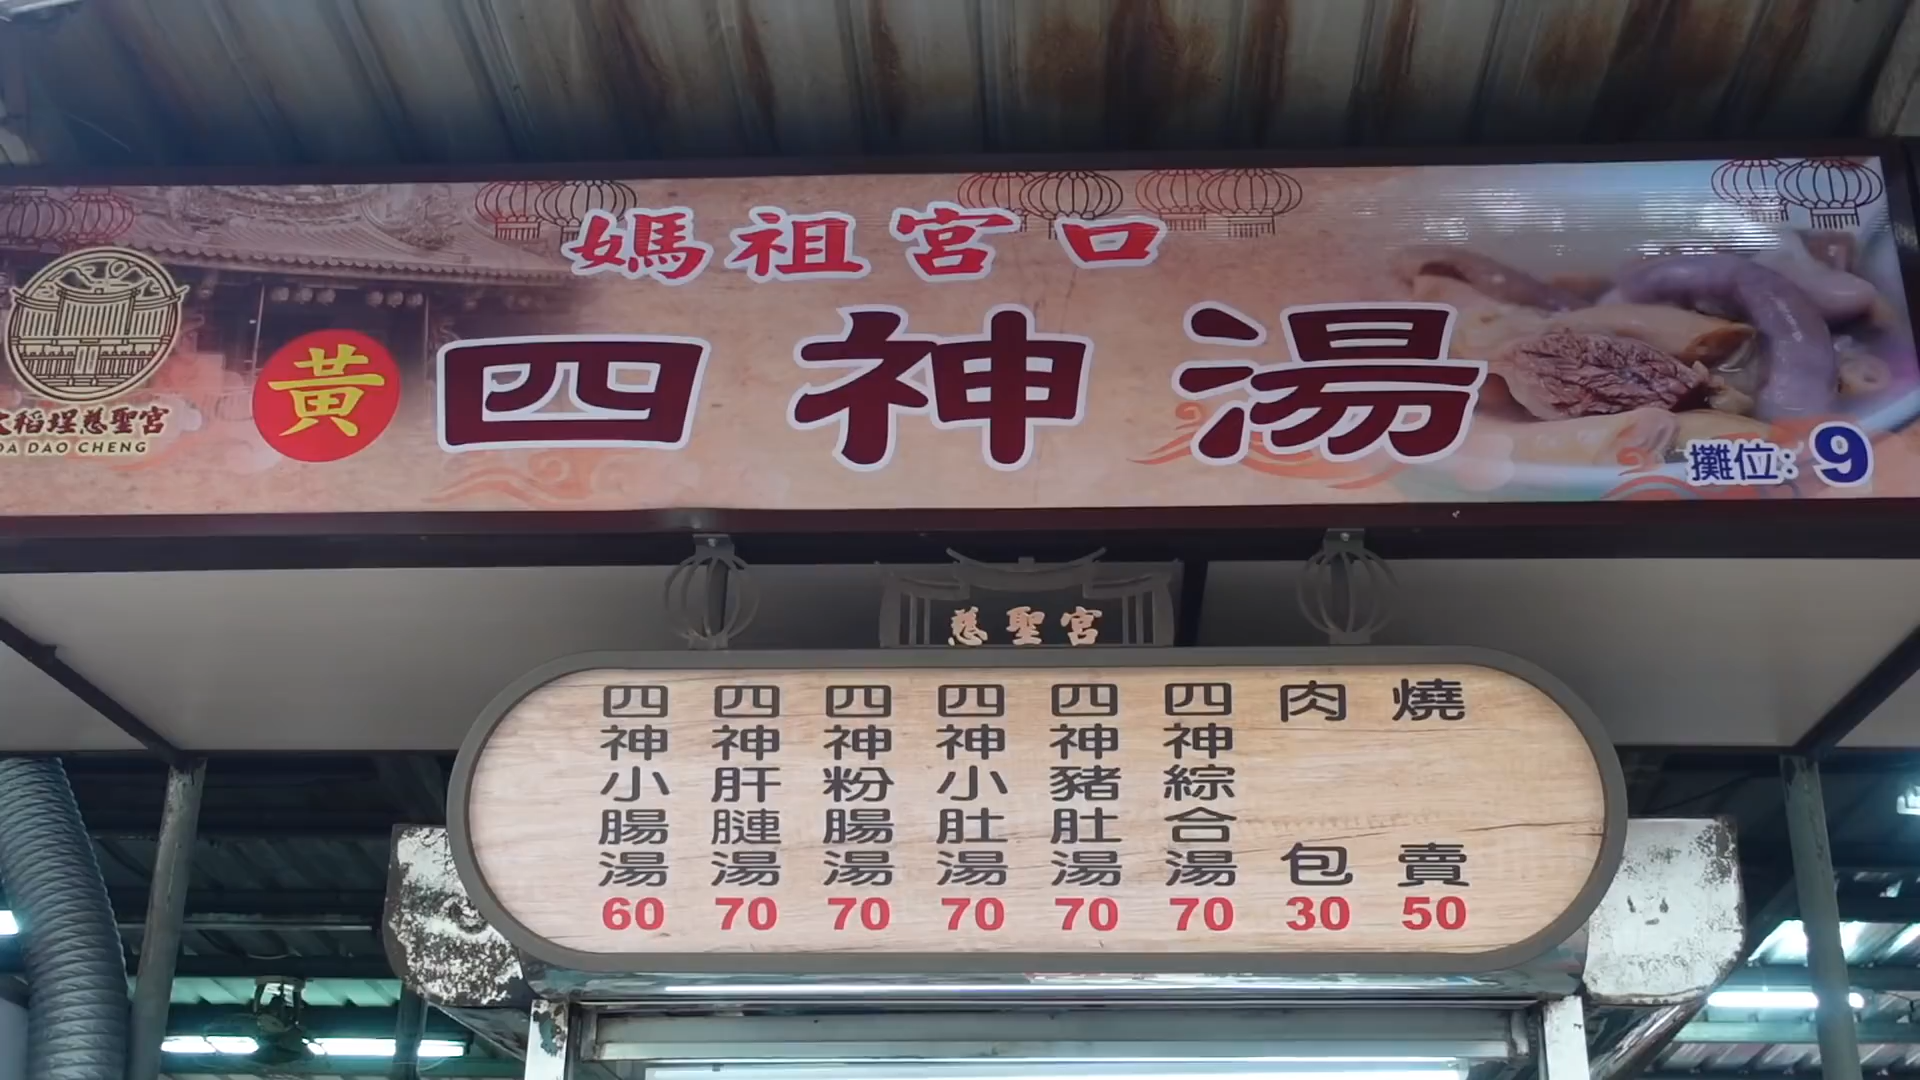 媽祖宮口
黃
四神湯
大稻埕慈聖宮
DA DAO CHENG
攤位:9
慈聖宮
四神小腸湯 60
四神肝腱湯 70
四神粉腸湯 70
四神小肚湯 70
四神豬肚湯 70
四神綜合湯 70
肉包 30
燒賣 50